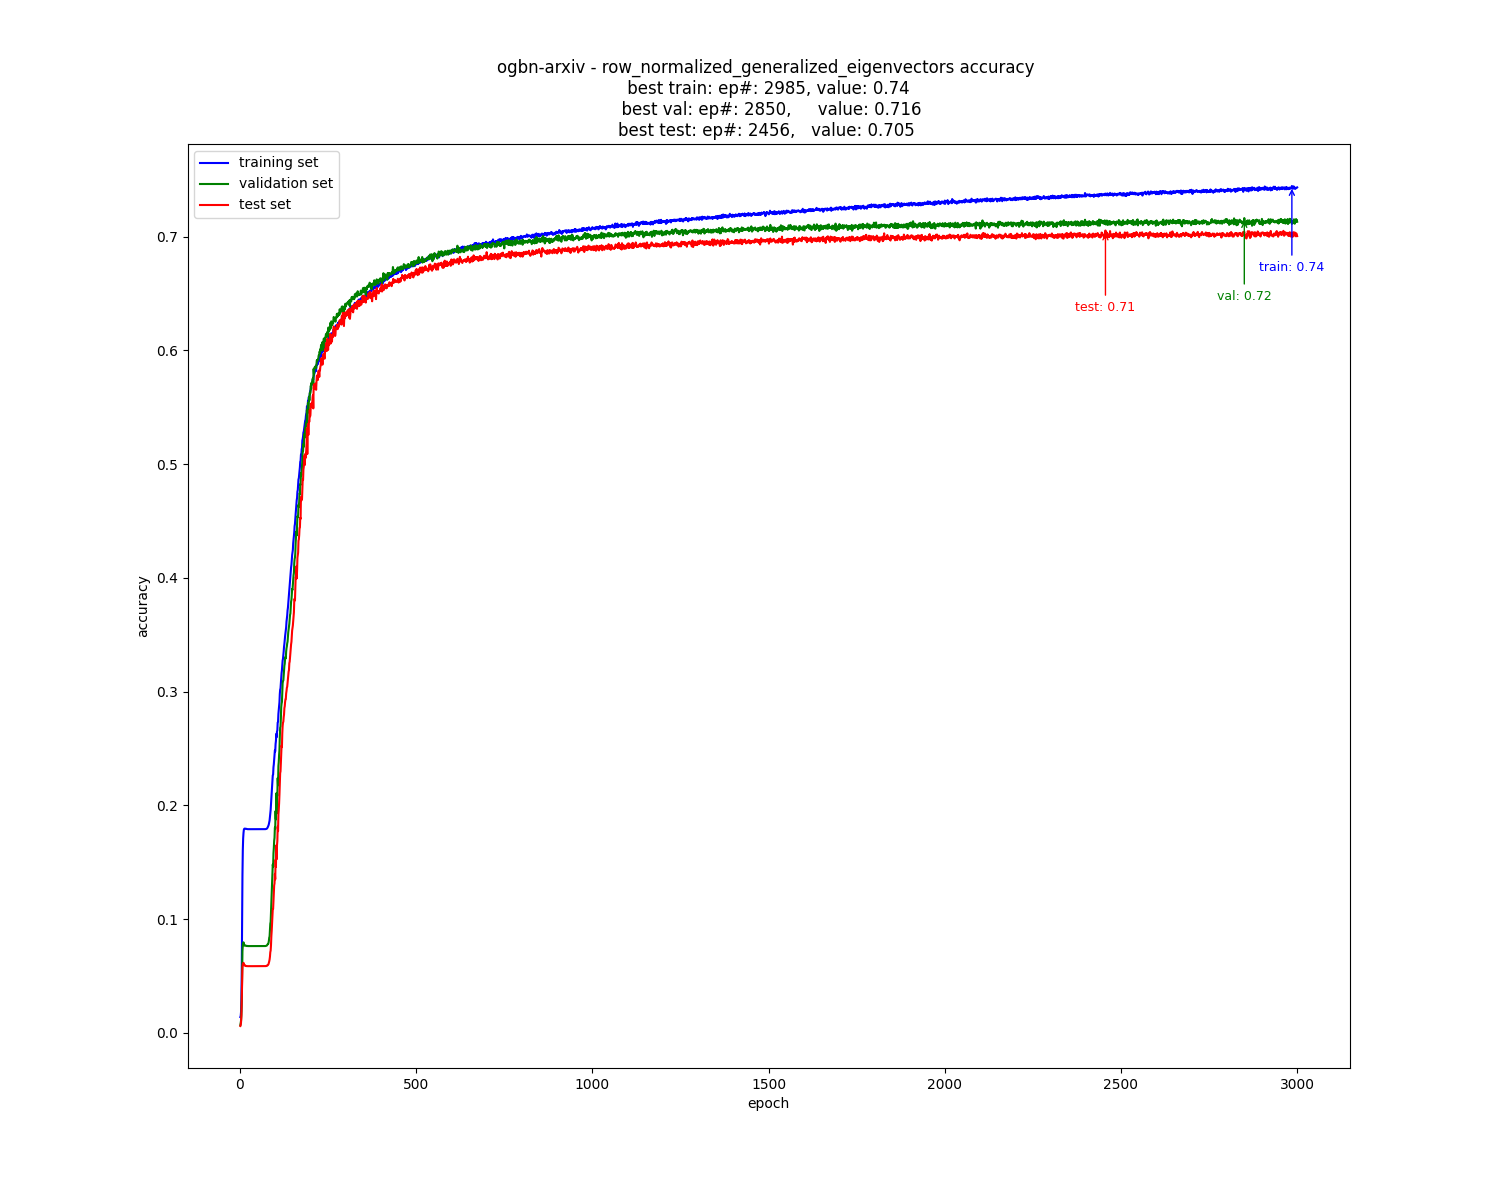 ogbn-arxiv - row_normalized_generalized_eigenvectors accuracy
best train: ep#: 2985, value: 0.74
best val: ep#: 2850, value: 0.716
best test: ep#: 2456, value: 0.705
training set
validation set
test set
0.7
0.6
0.5
0.4
0.3
0.2
0.1
0.0
accuracy
train: 0.74
val: 0.72
test: 0.71
0
500
1000
1500
2000
2500
3000
epoch